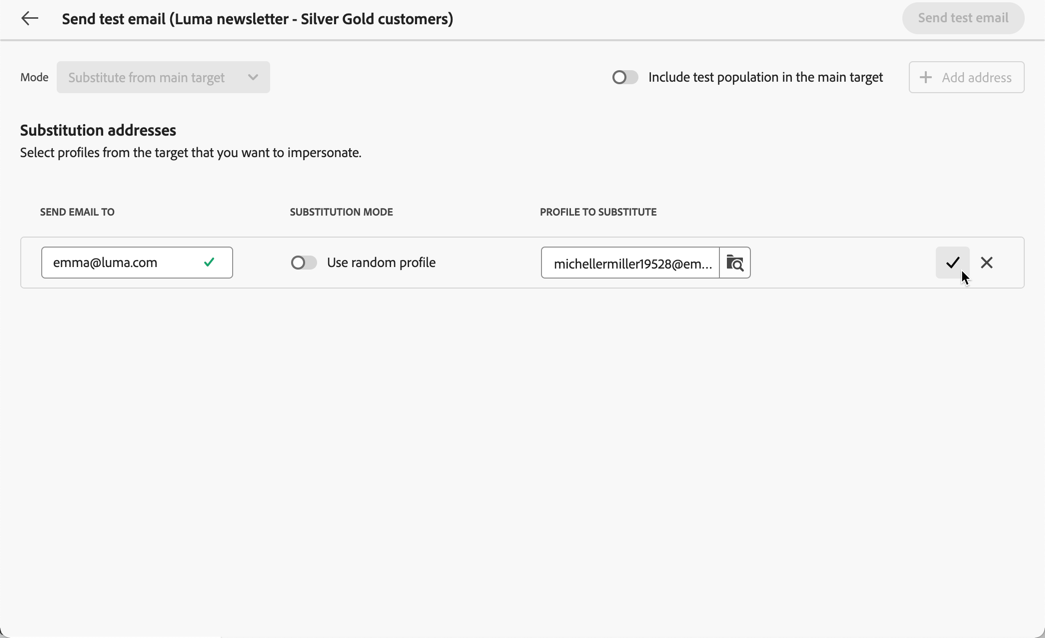 Send test email (Luma newsletter - Silver Gold customers)
Send test email
Mode
Substitute from main target
Include test population in the main target
Add address
Substitution addresses
Select profiles from the target that you want to impersonate.
SEND EMAIL TO
SUBSTITUTION MODE
PROFILE TO SUBSTITUTE
emma@luma.com
Use random profile
michellermiller19528@em...